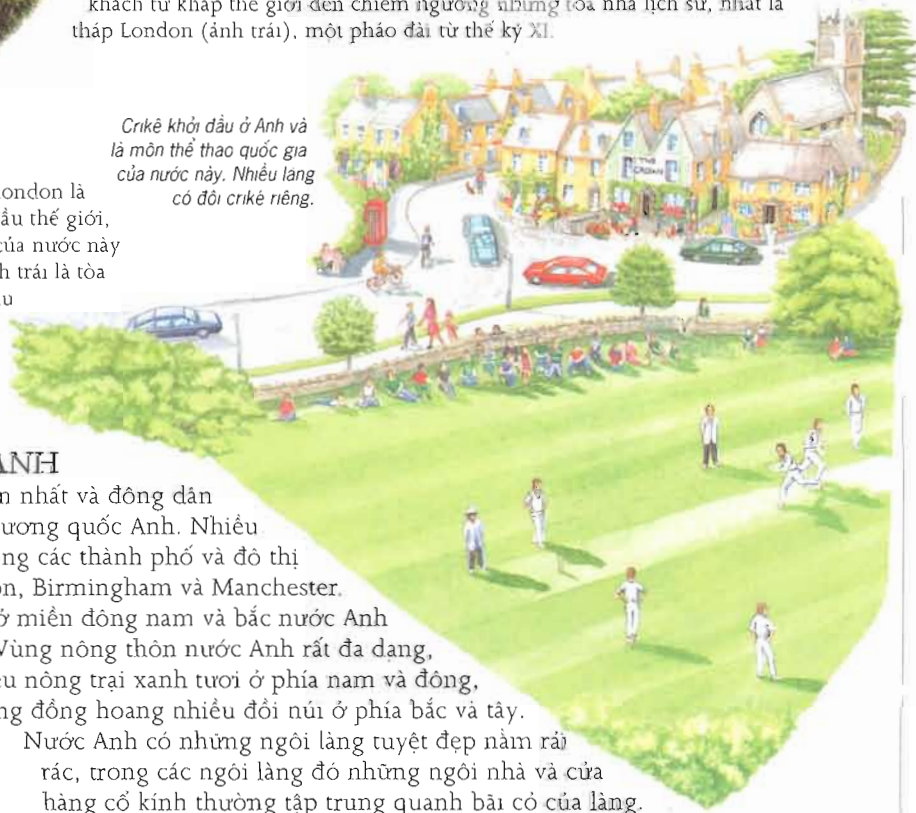 khách từ khắp thế giới đến chiêm ngưỡng những tòa nhà lịch sử, nhất là
tháp London (ảnh trái), một pháo đài từ thế kỷ XI.
Crikê khởi đầu ở Anh và
là môn thể thao quốc gia
của nước này. Nhiều làng
có đội crikê riêng.
London là
ầu thế giới,
của nước này
h trái là tòa
THE
CROWN
ANH
n nhất và đông dân
ương quốc Anh. Nhiều
ng các thành phố và đô thị
on, Birmingham và Manchester.
ở miền đông nam và bắc nước Anh
Vùng nông thôn nước Anh rất đa dạng,
u nông trại xanh tươi ở phía nam và đông,
ng đồng hoang nhiều đồi núi ở phía bắc và tây.
Nước Anh có những ngôi làng tuyệt đẹp nằm rải
rác, trong các ngôi làng đó những ngôi nhà và cửa
hàng cổ kính thường tập trung quanh bãi cỏ của làng.